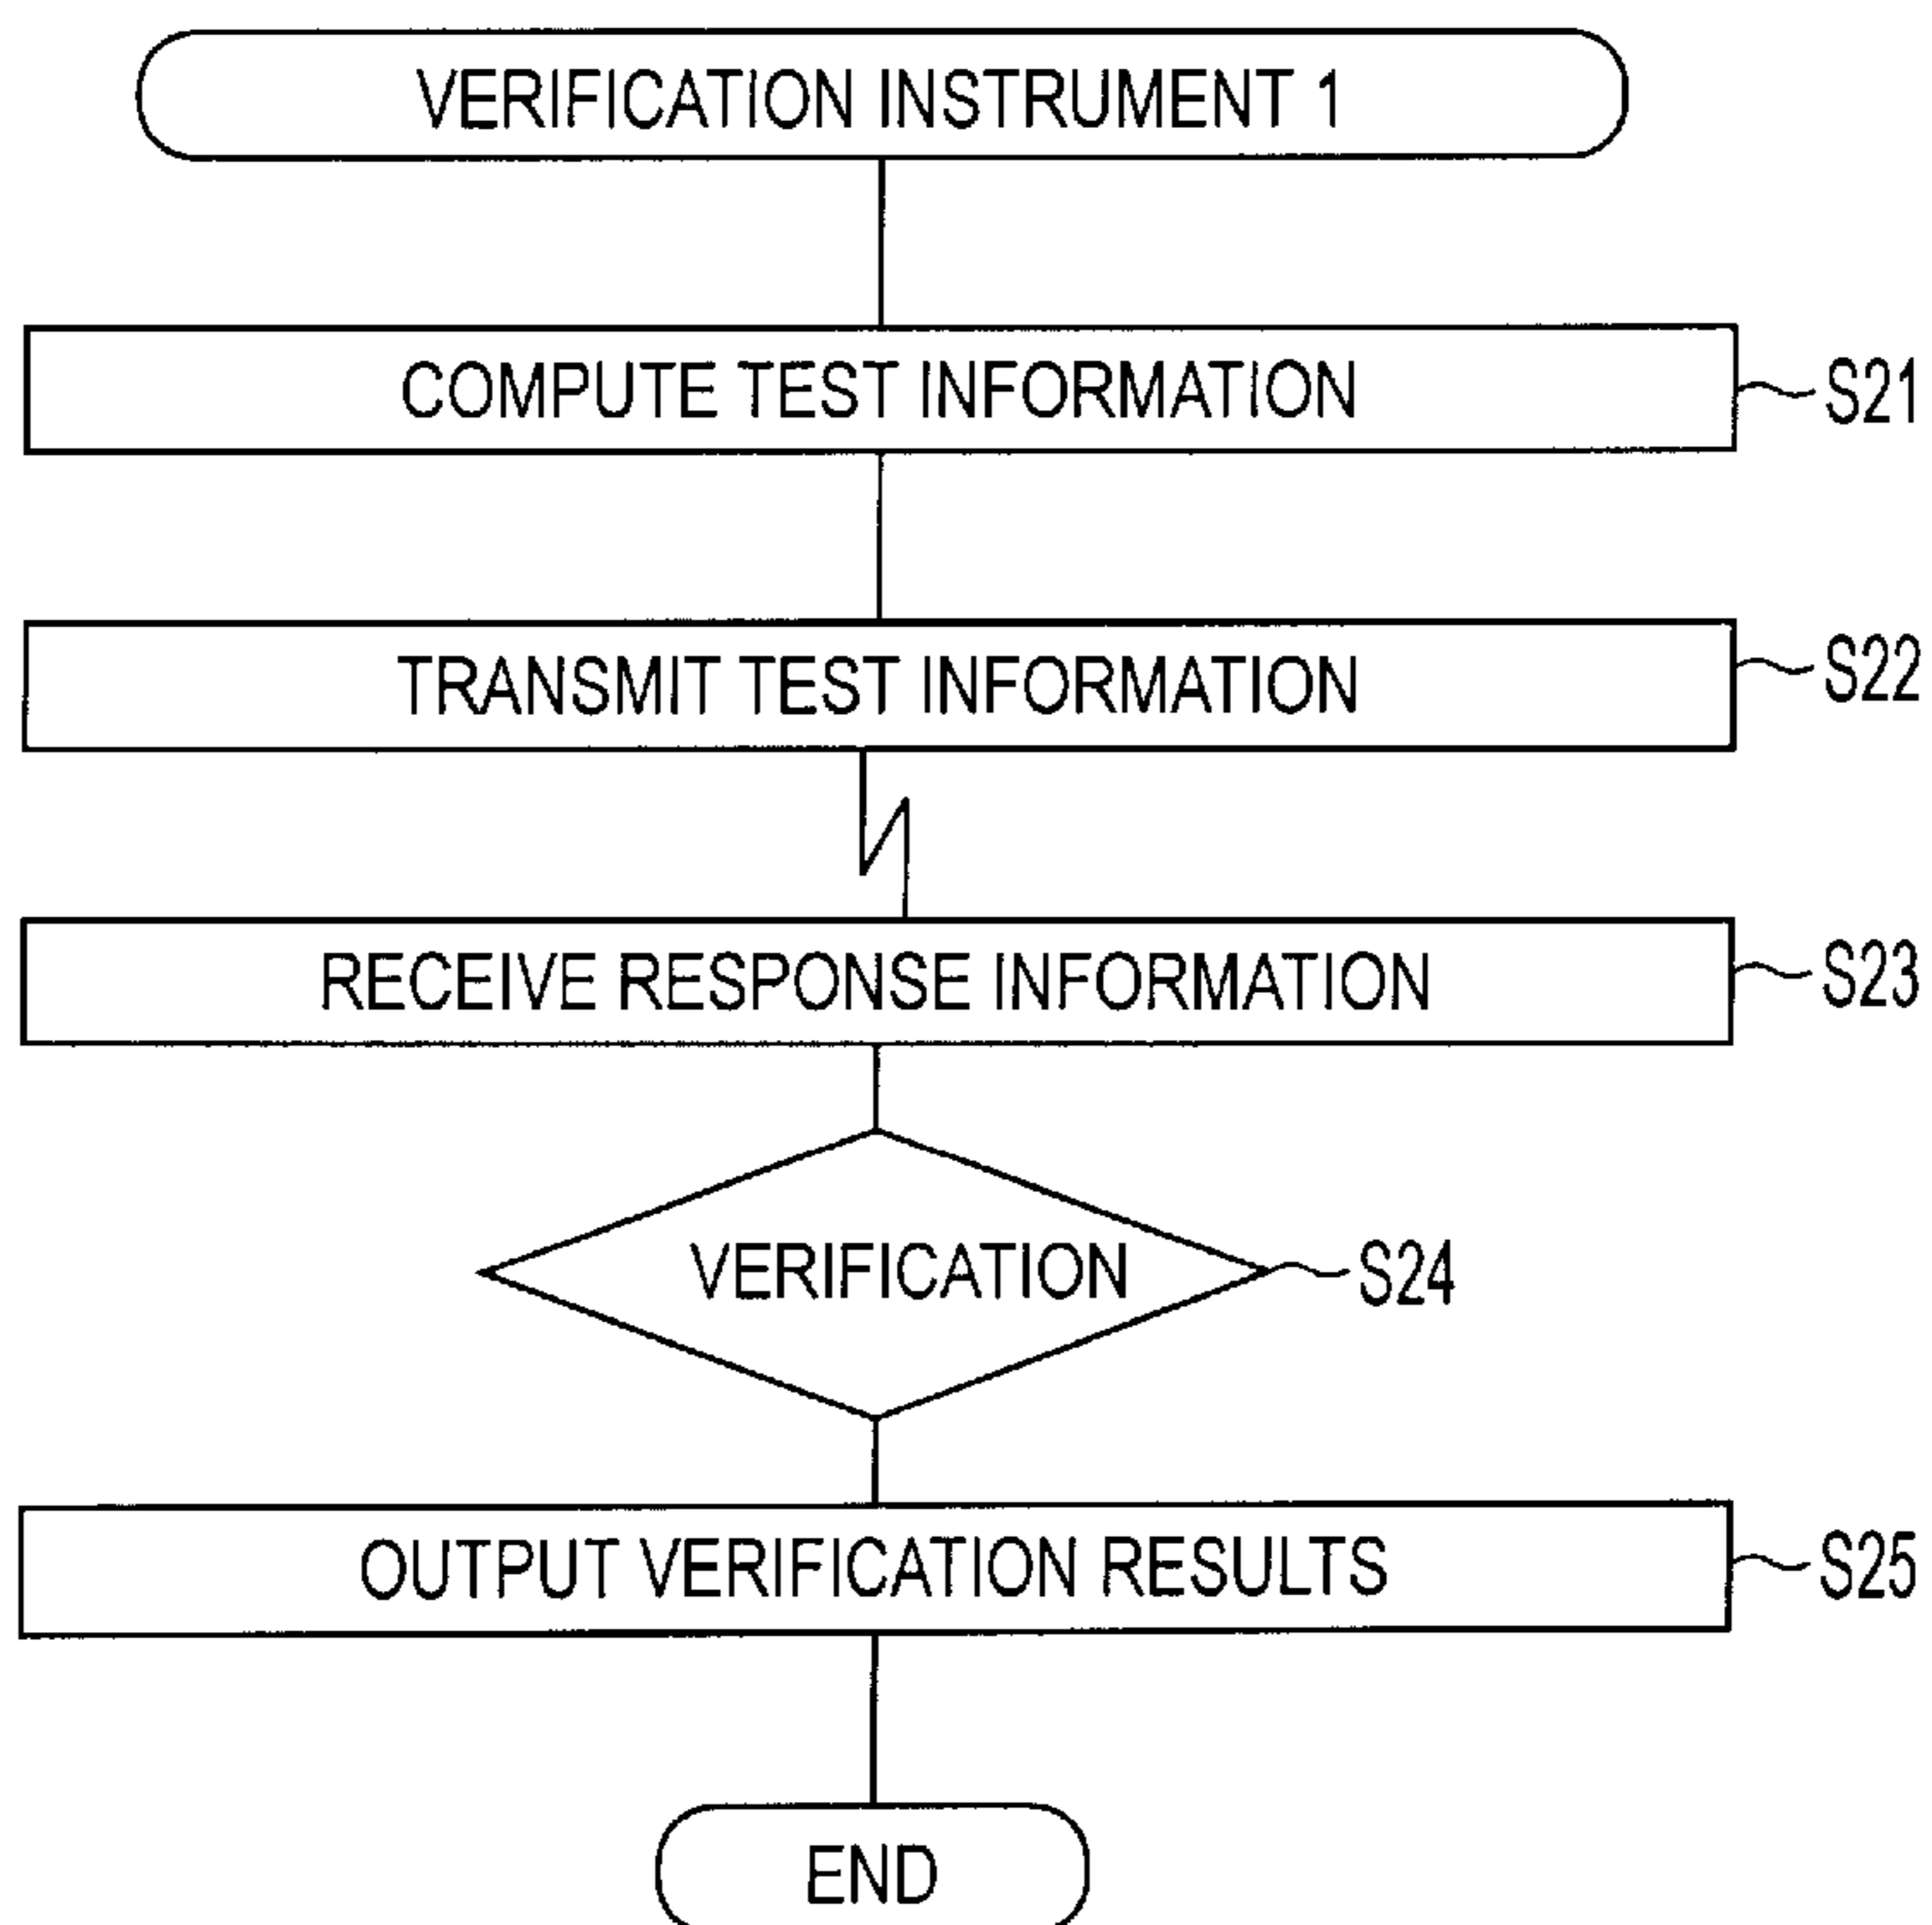 VERIFICATION INSTRUMENT 1
COMPUTE TEST INFORMATION
S21
TRANSMIT TEST INFORMATION
S22
RECEIVE RESPONSE INFORMATION
S23
VERIFICATION
S24
OUTPUT VERIFICATION RESULTS
S25
END